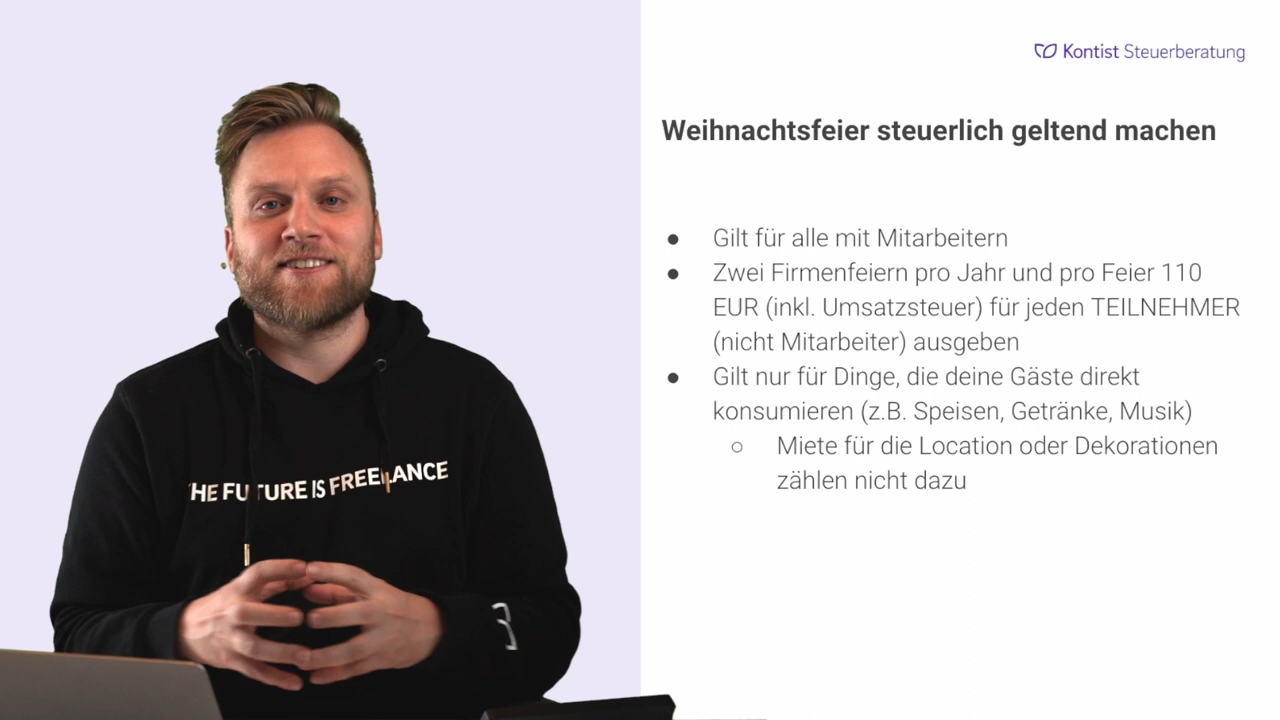 Kontist Steuerberatung
Weihnachtsfeier steuerlich geltend machen
● Gilt für alle mit Mitarbeitern
● Zwei Firmenfeiern pro Jahr und pro Feier 110
EUR (inkl. Umsatzsteuer) für jeden TEILNEHMER
(nicht Mitarbeiter) ausgeben
● Gilt nur für Dinge, die deine Gäste direkt
konsumieren (z.B. Speisen, Getränke, Musik)
○ Miete für die Location oder Dekorationen
zählen nicht dazu
THE FUTURE IS FREELANCE